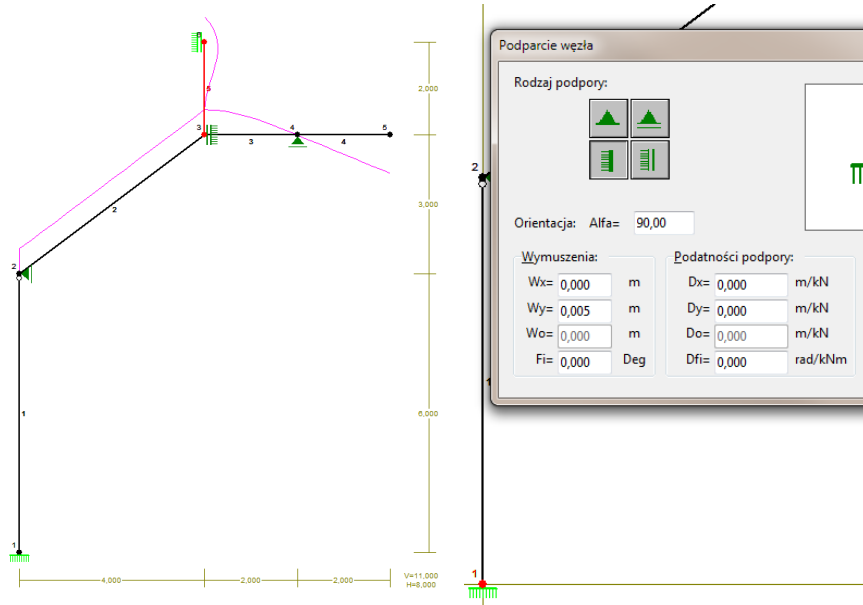 6
5
2,000
3
4
5
3
4
2
3,000
2
1
6,000
1
4,000
2,000
2,000
V=11,000
H=8,000
Podparcie węzła
Rodzaj podpory:
2
Orientacja: Alfa= 90,00
Wymuszenia:
Wx= 0,000 m
Wy= 0,005 m
Wo= 0,000 m
Fi= 0,000 Deg
Podatności podpory:
Dx= 0,000 m/kN
Dy= 0,000 m/kN
Do= 0,000 m/kN
Dfi= 0,000 rad/kNm
1
1